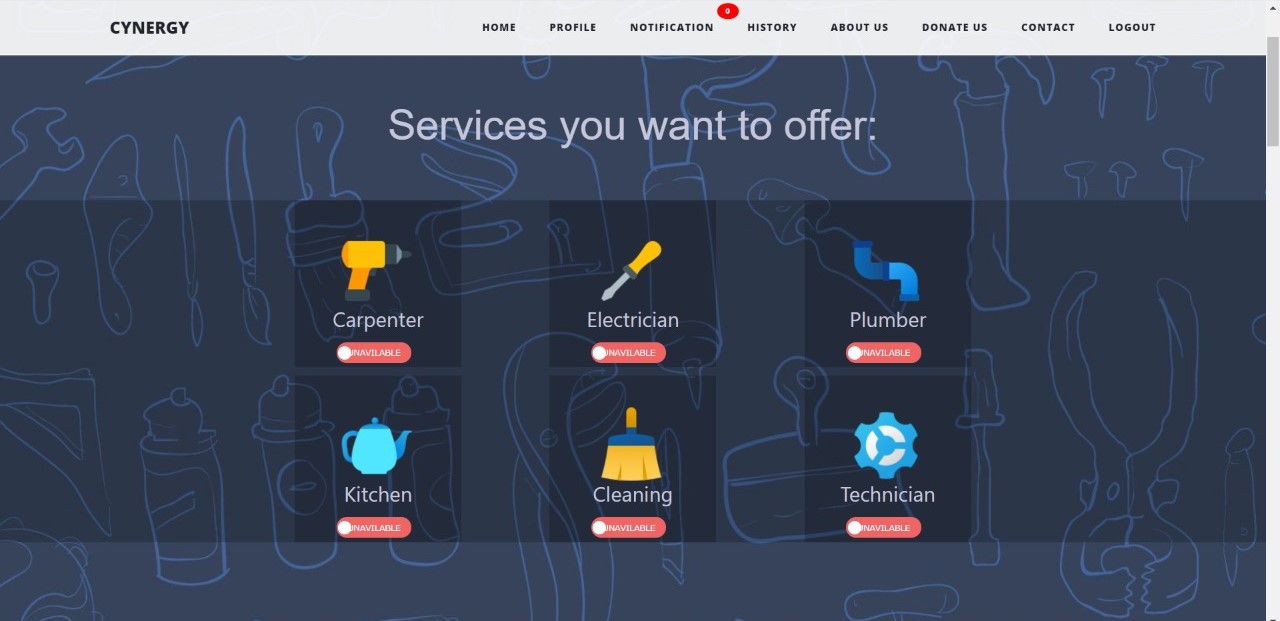 CYNERGY HOME PROFILE NOTIFICATION 0 HISTORY ABOUT US DONATE US CONTACT LOGOUT
Services you want to offer:
Carpenter Electrician Plumber
UNAVILABLE UNAVILABLE UNAVILABLE
Kitchen Cleaning Technician
UNAVILABLE UNAVILABLE UNAVILABLE